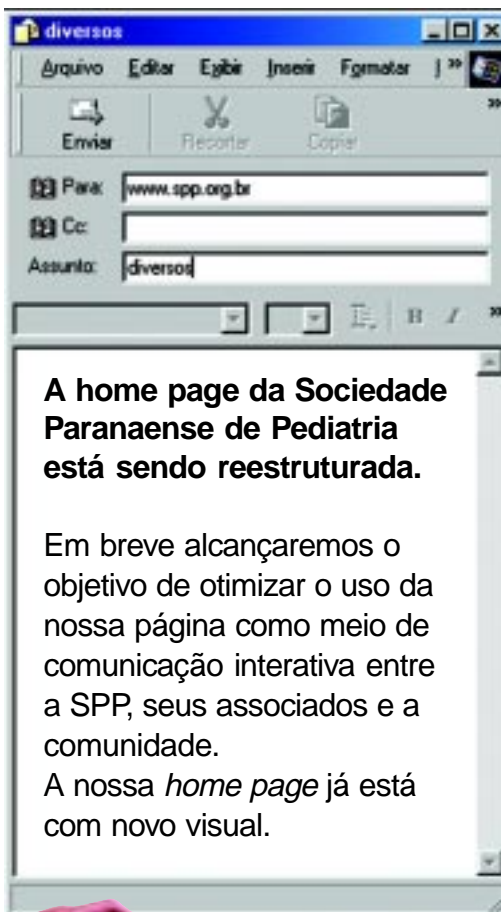 diversos
Arquivo Editar Exibir Inserir Formatar »
»
Enviar Recortar Copiar
Para: www.spp.org.br
Cc:
Assunto: diversos
B I »
A home page da Sociedade
Paranaense de Pediatria
está sendo reestruturada.
Em breve alcançaremos o
objetivo de otimizar o uso da
nossa página como meio de
comunicação interativa entre
a SPP, seus associados e a
comunidade.
A nossa home page já está
com novo visual.